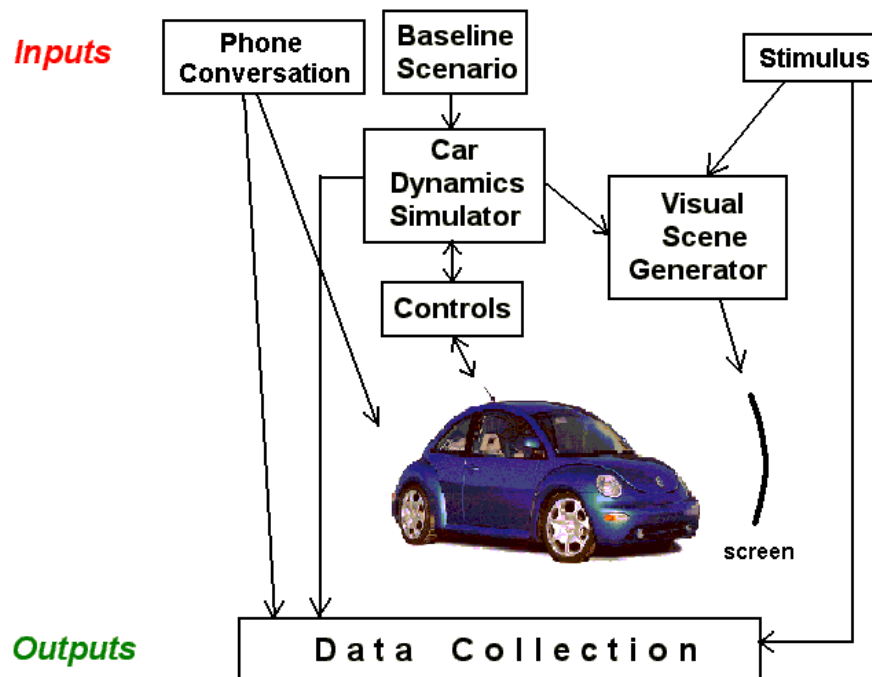 Inputs
Phone
Conversation
Baseline
Scenario
Stimulus
Car
Dynamics
Simulator
Visual
Scene
Generator
Controls
screen
Outputs
Data Collection